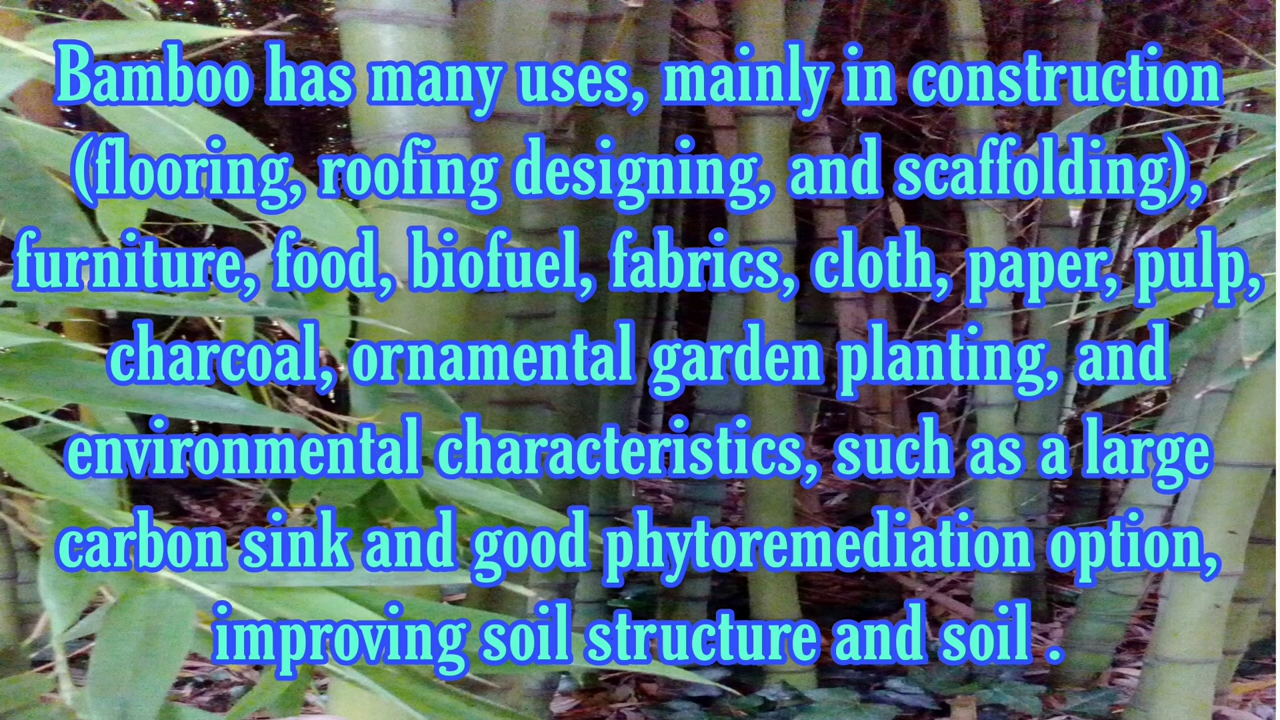 Bamboo has many uses, mainly in construction
(flooring, roofing designing, and scaffolding),
furniture, food, biofuel, fabrics, cloth, paper, pulp,
charcoal, ornamental garden planting, and
environmental characteristics, such as a large
carbon sink and good phytoremediation option,
improving soil structure and soil .